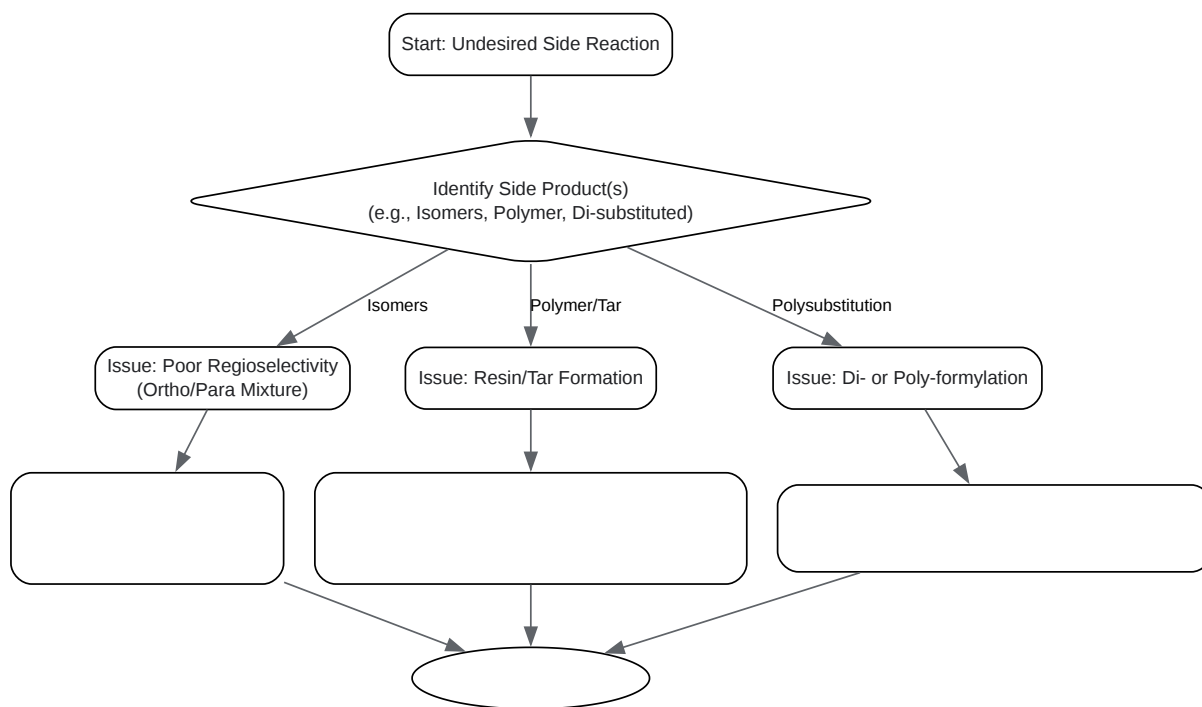 Start: Undesired Side Reaction
Identify Side Product(s)
(e.g., Isomers, Polymer, Di-substituted)
Isomers
Polymer/Tar
Polysubstitution
Issue: Poor Regioselectivity
(Ortho/Para Mixture)
Issue: Resin/Tar Formation
Issue: Di- or Poly-formylation